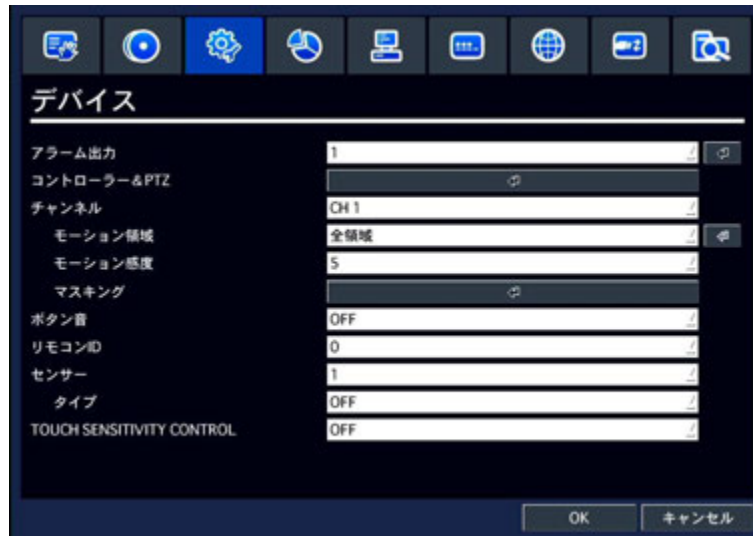 デバイス
アラーム出力 1
コントローラー&PTZ
チャンネル CH 1
モーション領域 全領域
モーション感度 5
マスキング
ボタン音 OFF
リモコンID 0
センサー 1
タイプ OFF
TOUCH SENSITIVITY CONTROL OFF
OK キャンセル